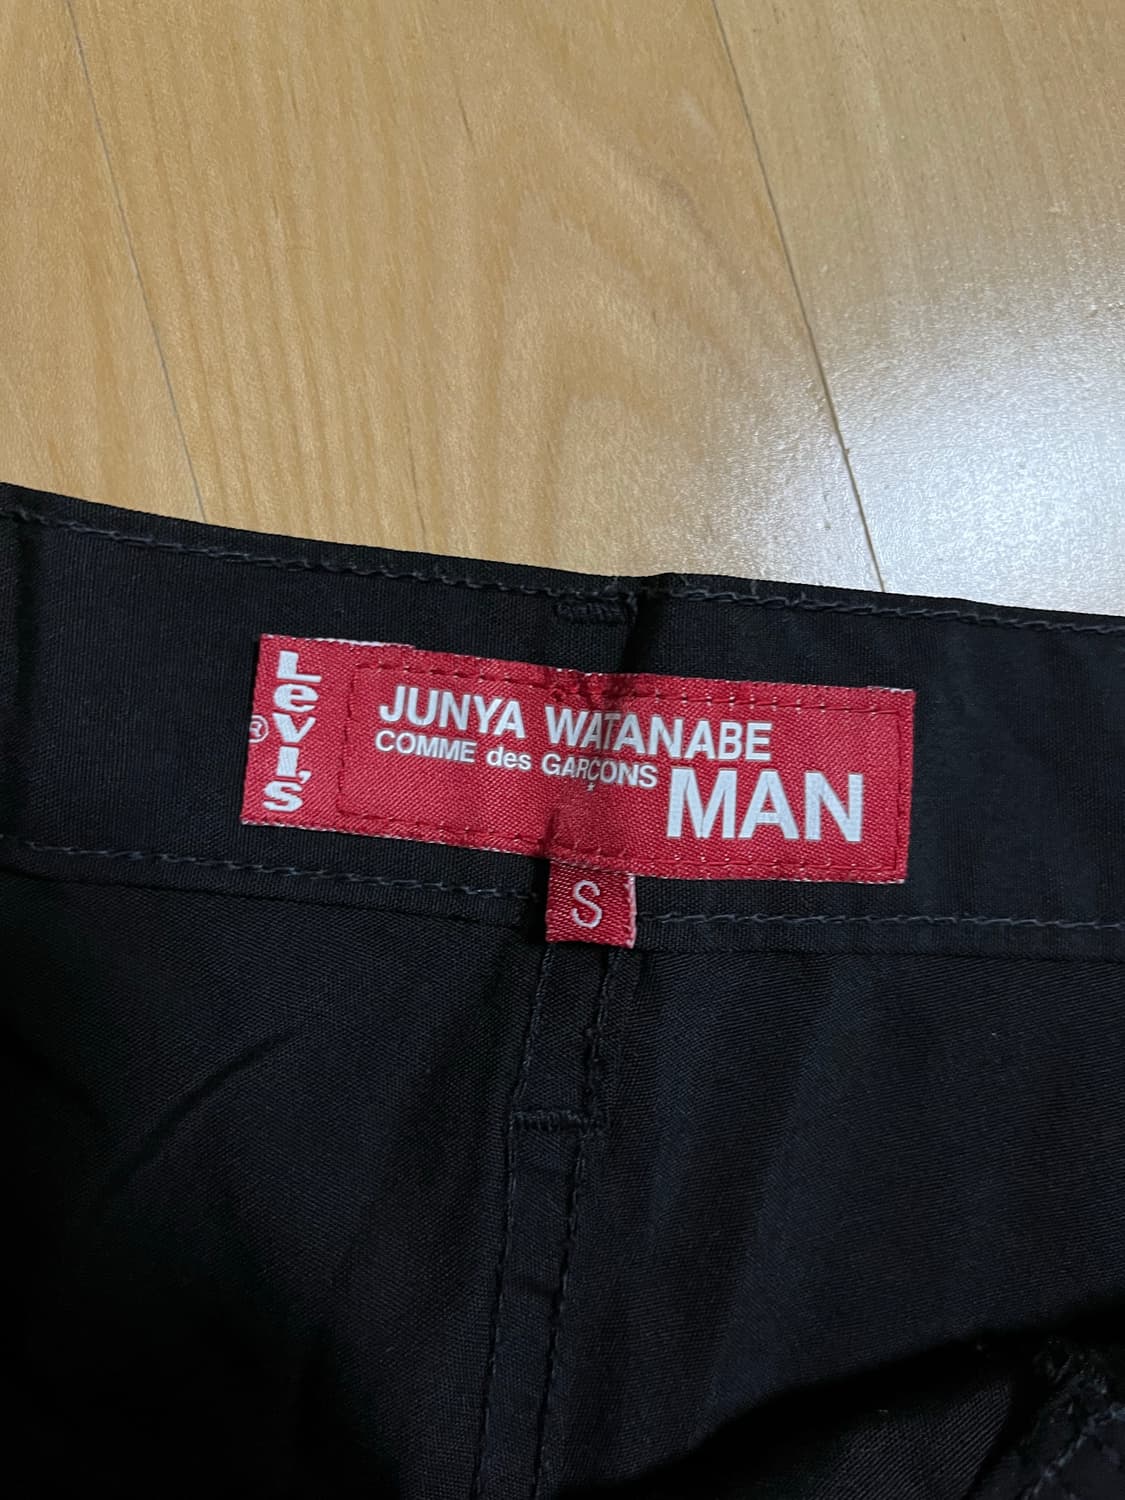 Levi's
®
JUNYA WATANABE
COMME des GARÇONS
MAN
S